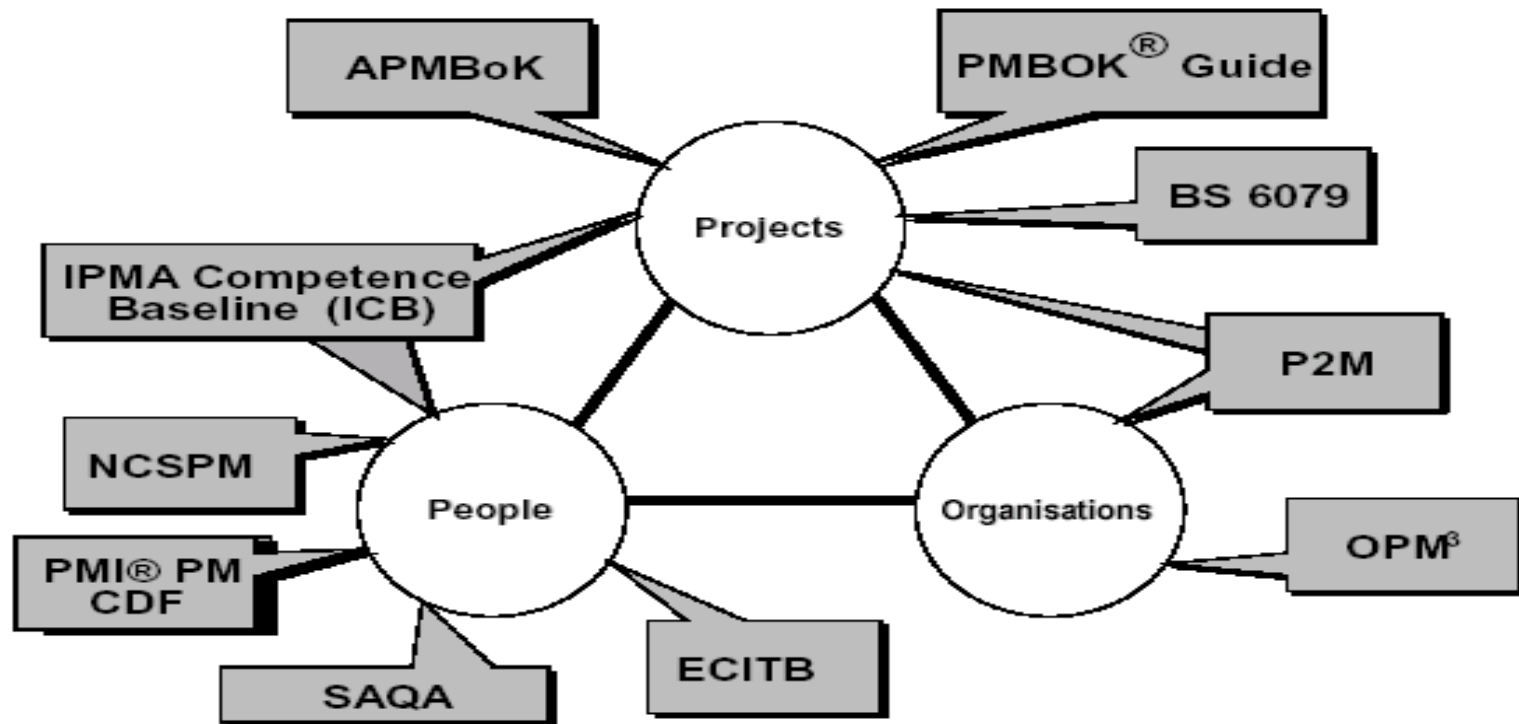 APMBoK
PMBOK® Guide
BS 6079
Projects
IPMA Competence
Baseline (ICB)
P2M
NCSPM
People
Organisations
OPM³
PMI® PM
CDF
ECITB
SAQA